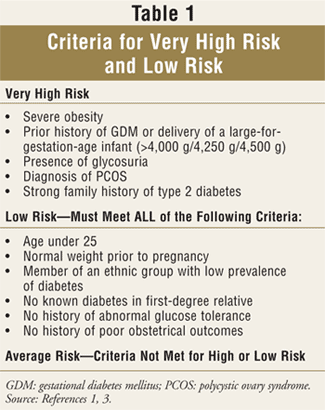 Table 1
Criteria for Very High Risk
and Low Risk
Very High Risk
• Severe obesity
• Prior history of GDM or delivery of a large-for-
gestation-age infant (>4,000 g/4,250 g/4,500 g)
• Presence of glycosuria
• Diagnosis of PCOS
• Strong family history of type 2 diabetes
Low Risk—Must Meet ALL of the Following Criteria:
• Age under 25
• Normal weight prior to pregnancy
• Member of an ethnic group with low prevalence
of diabetes
• No known diabetes in first-degree relative
• No history of abnormal glucose tolerance
• No history of poor obstetrical outcomes
Average Risk—Criteria Not Met for High or Low Risk
GDM: gestational diabetes mellitus; PCOS: polycystic ovary syndrome.
Source: References 1, 3.